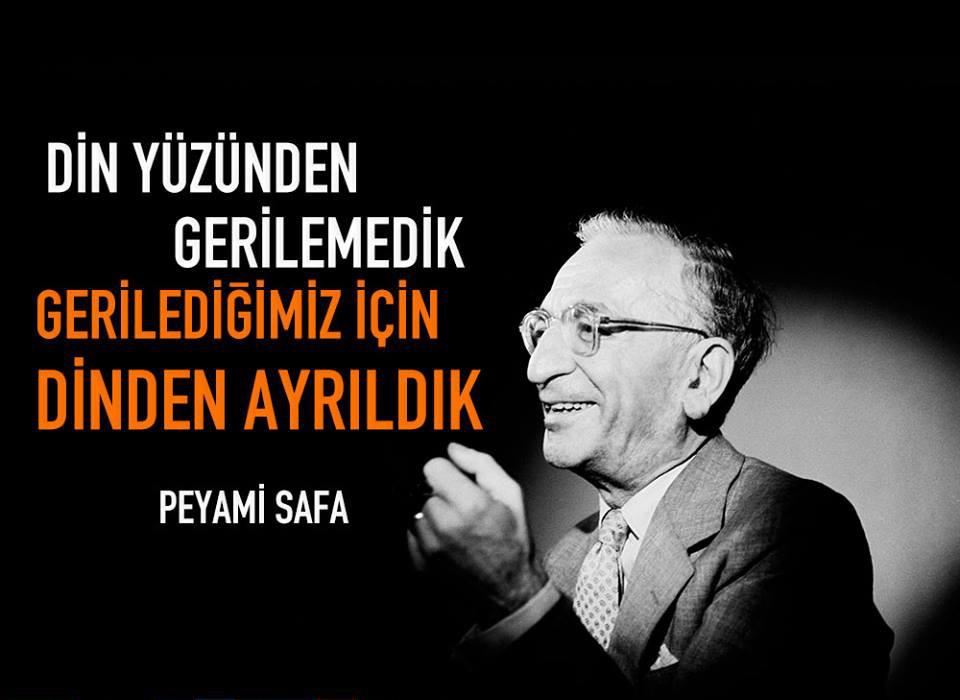 DİN YÜZÜNDEN
GERİLEMEDİK
GERİLEDİĞİMİZ İÇİN
DİNDEN AYRILDIK
PEYAMİ SAFA